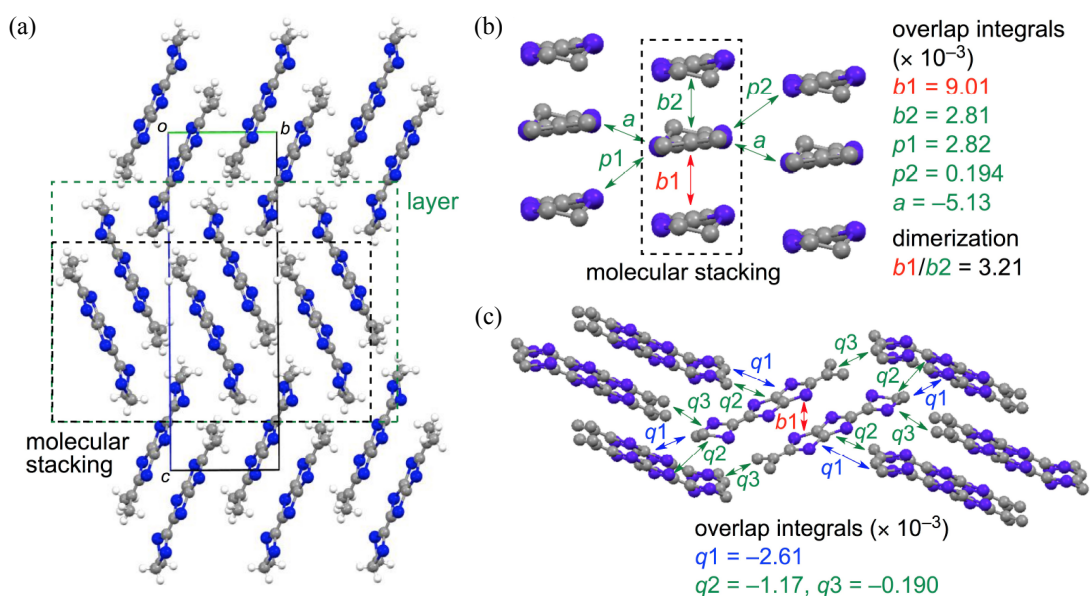 (a)
o
b
layer
molecular
stacking
c
(b)
b2
p2
a
p1
a
b1
molecular stacking
overlap integrals
(× 10⁻³)
b1 = 9.01
b2 = 2.81
p1 = 2.82
p2 = 0.194
a = –5.13
dimerization
b1/b2 = 3.21
(c)
q1
q3
q2
q1
q3
q2
b1
q1
q2
q3
q2
q1
q3
overlap integrals (× 10⁻³)
q1 = –2.61
q2 = –1.17, q3 = –0.190